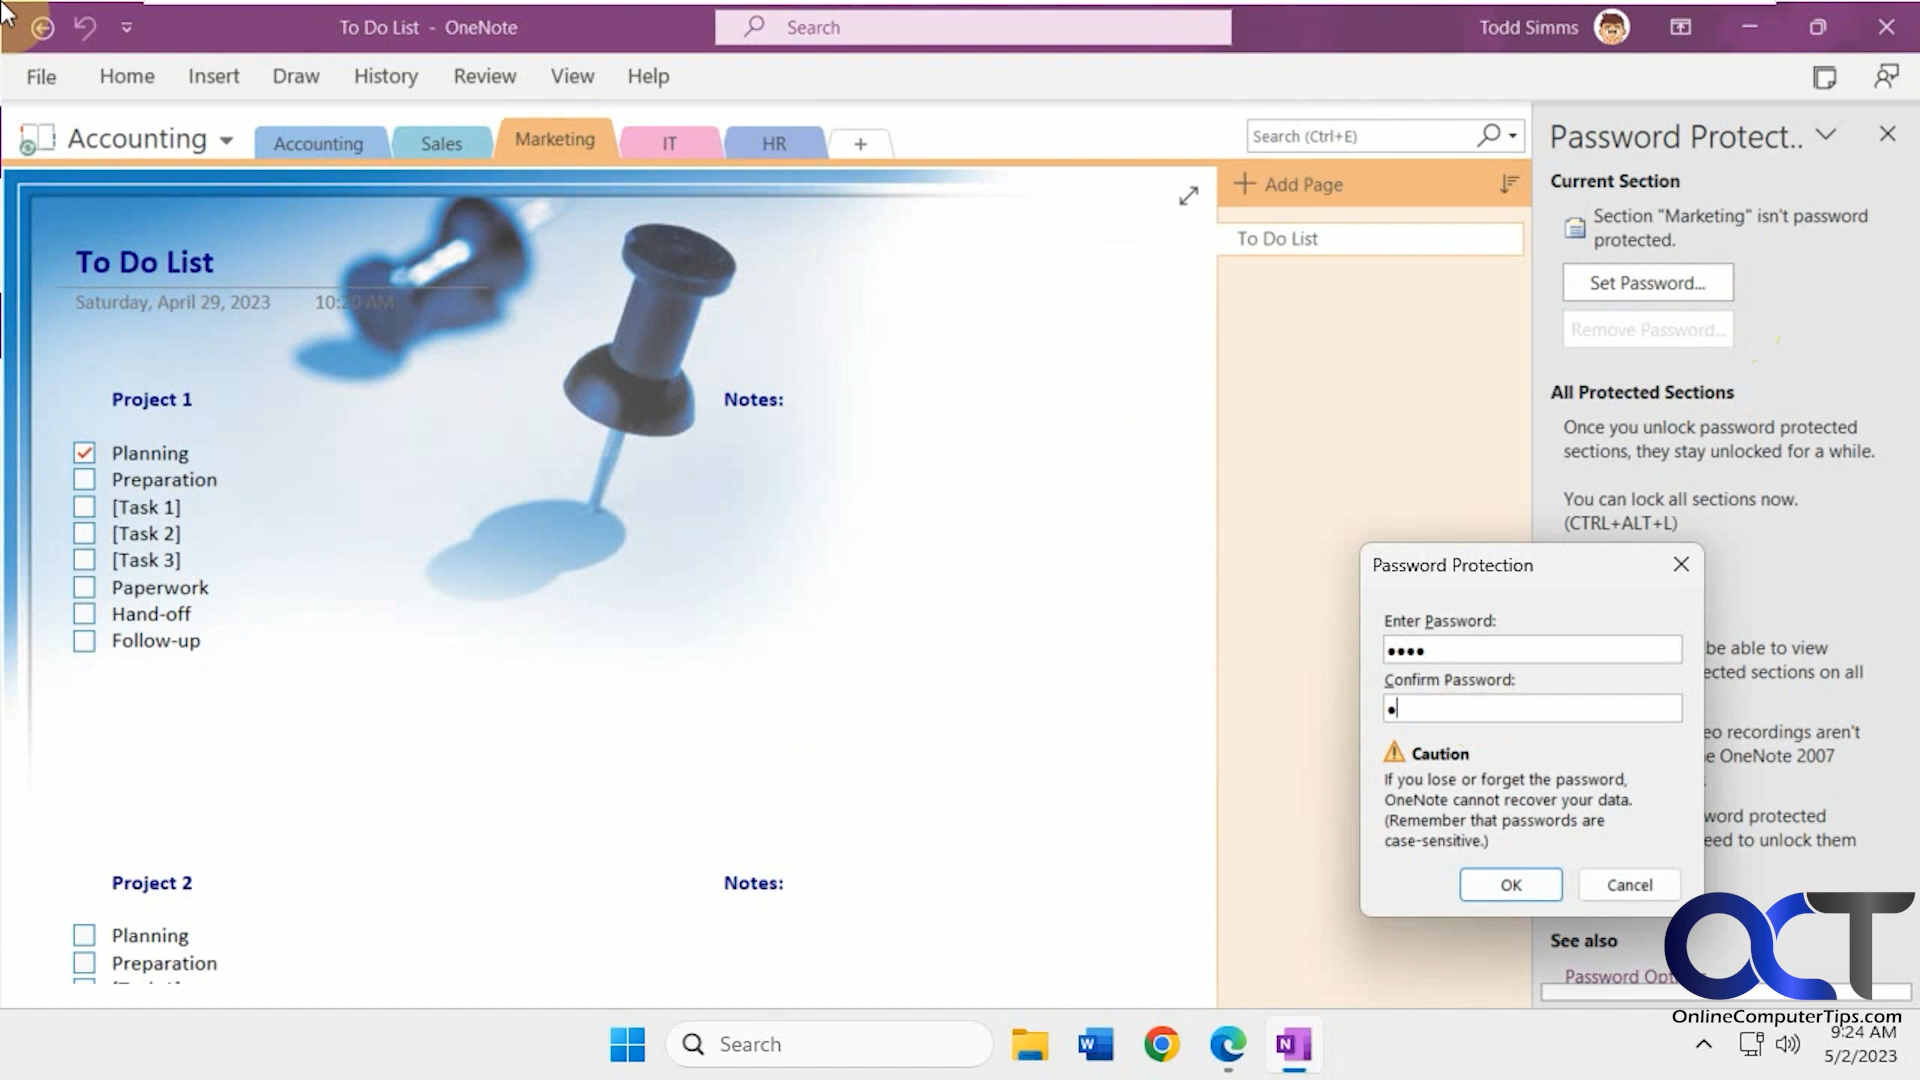 To Do List - OneNote
Search
Todd Simms
File Home Insert Draw History Review View Help
Accounting
Accounting Sales Marketing IT HR +
Search (Ctrl+E)
Add Page
To Do List
To Do List
Saturday, April 29, 2023 10:20 AM
Project 1 Notes:
Planning
Preparation
[Task 1]
[Task 2]
[Task 3]
Paperwork
Hand-off
Follow-up
Project 2 Notes:
Planning
Preparation
Password Protect..
Current Section
Section "Marketing" isn't password
protected.
Set Password...
Remove Password...
All Protected Sections
Once you unlock password protected
sections, they stay unlocked for a while.
You can lock all sections now.
(CTRL+ALT+L)
be able to view
ected sections on all
eo recordings aren't
e OneNote 2007
word protected
eed to unlock them
See also
Password Opt
Password Protection
Enter Password:
••••
Confirm Password:
•
Caution
If you lose or forget the password,
OneNote cannot recover your data.
(Remember that passwords are
case-sensitive.)
OK Cancel
OCT
OnlineComputerTips.com
Search
W
N
9:24 AM
5/2/2023